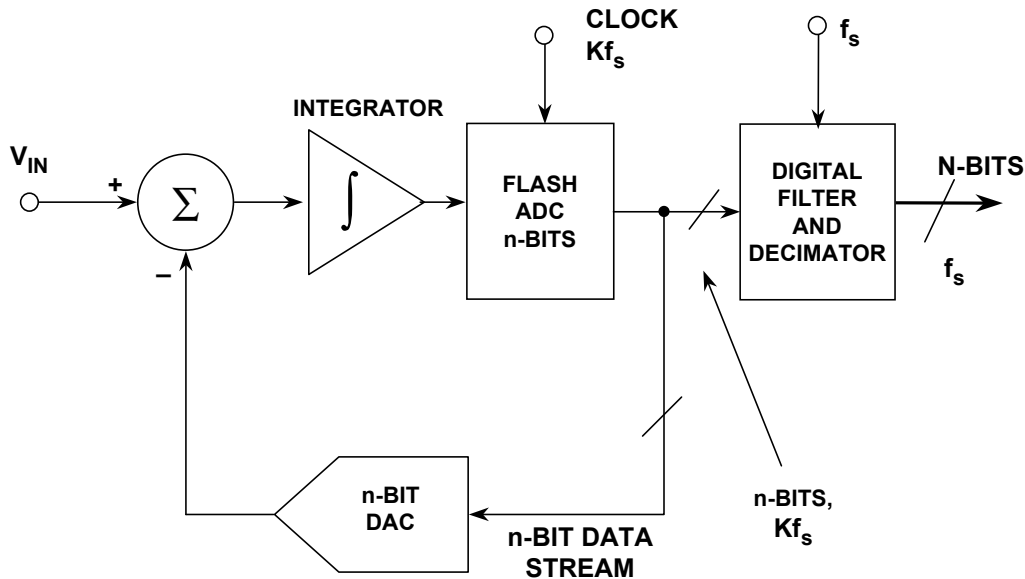 CLOCK
Kfs
fs
INTEGRATOR
VIN
+
Σ
−
∫
FLASH
ADC
n-BITS
DIGITAL
FILTER
AND
DECIMATOR
N-BITS
fs
n-BIT
DAC
n-BIT DATA
STREAM
n-BITS,
Kfs